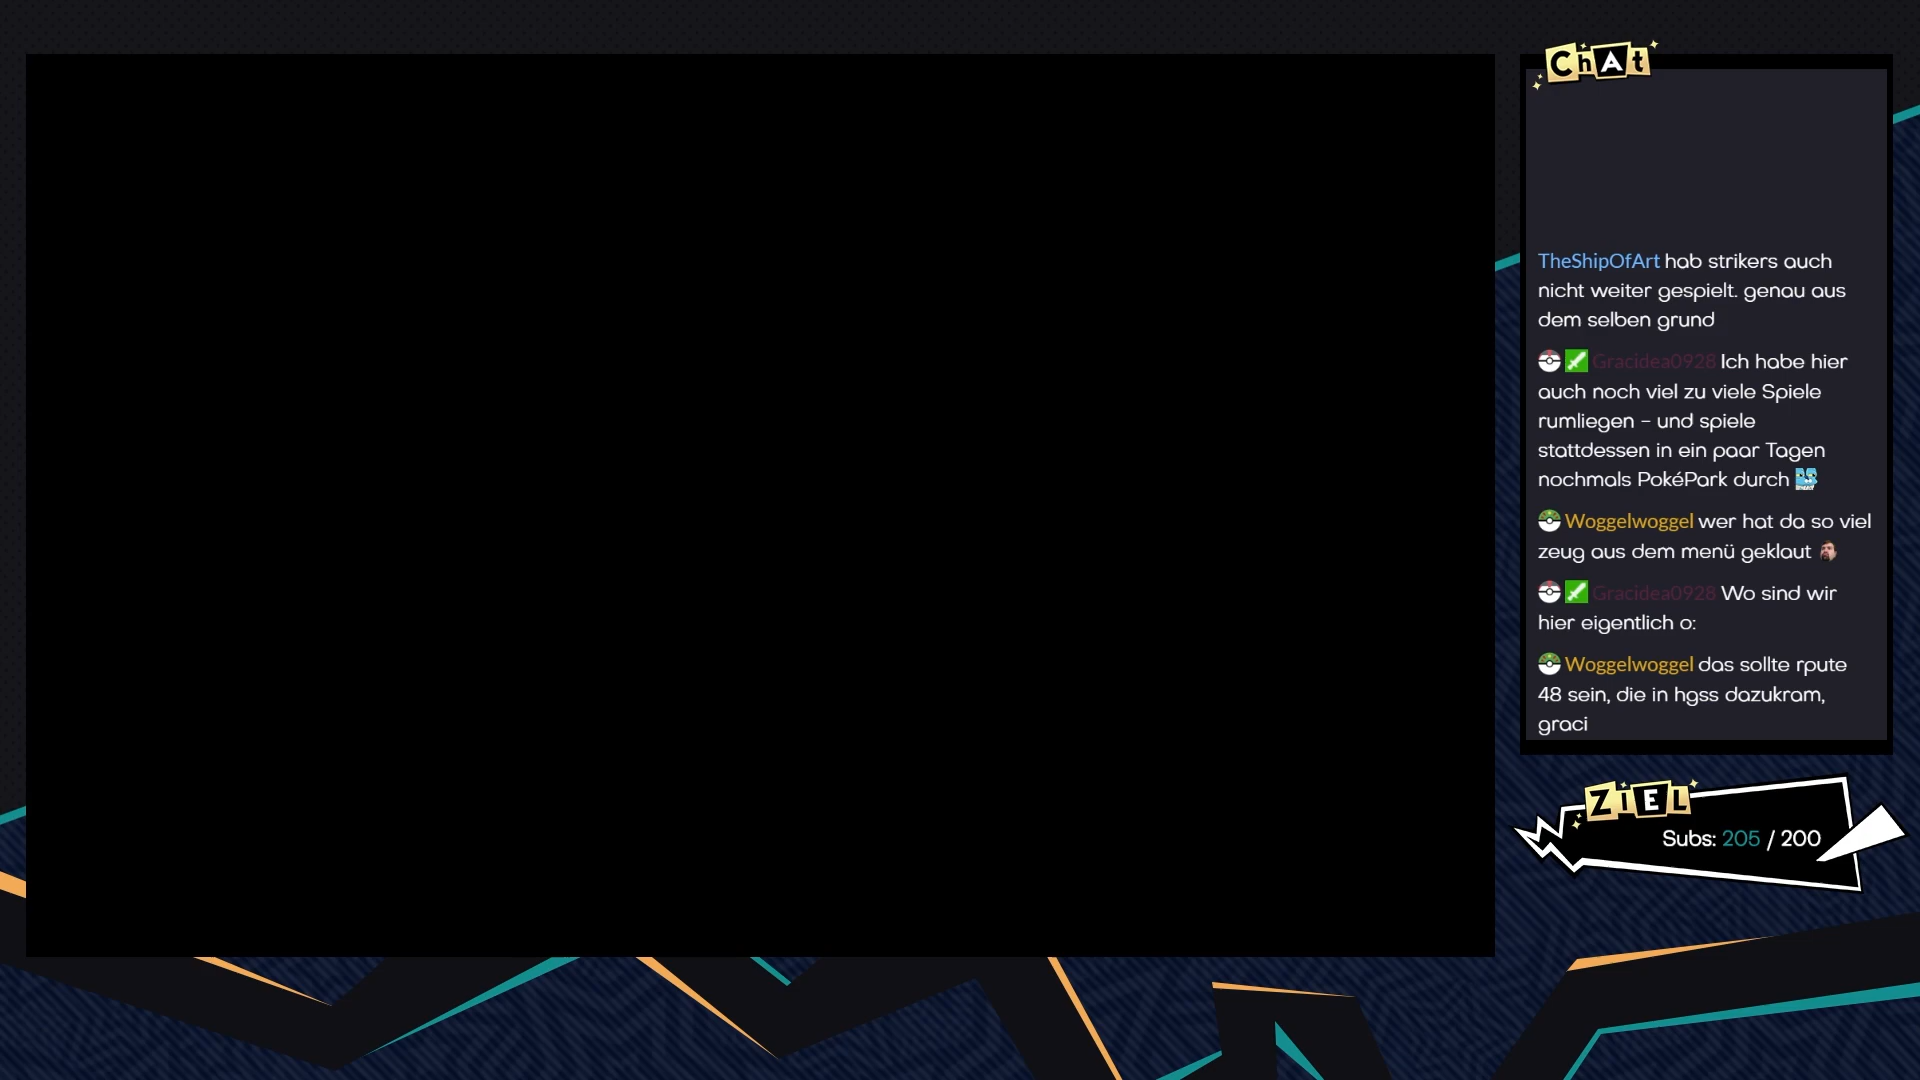 ChAt
TheShipOfArt hab strikers auch
nicht weiter gespielt. genau aus
dem selben grund
Gracidea0928 Ich habe hier
auch noch viel zu viele Spiele
rumliegen - und spiele
stattdessen in ein paar Tagen
nochmals PokéPark durch
Woggelwoggel wer hat da so viel
zeug aus dem menü geklaut
Gracidea0928 Wo sind wir
hier eigentlich o:
Woggelwoggel das sollte rpute
48 sein, die in hgss dazukram,
graci
ZiEL
Subs: 205 / 200